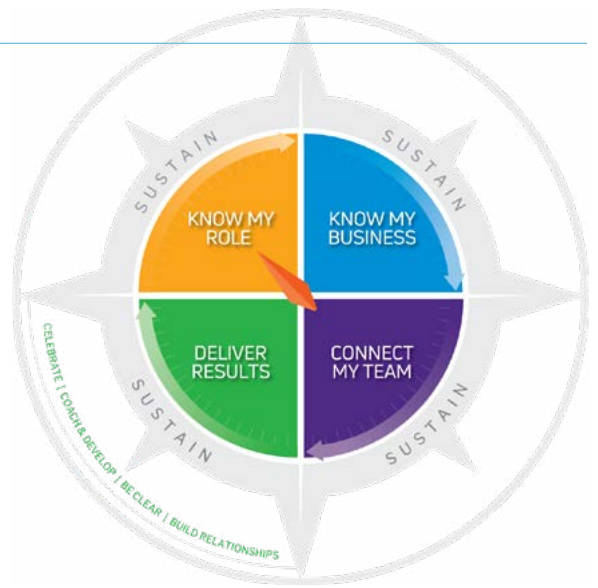 SUSTAIN
SUSTAIN
KNOW MY
ROLE
KNOW MY
BUSINESS
DELIVER
RESULTS
CONNECT
MY TEAM
SUSTAIN
SUSTAIN
CELEBRATE | COACH & DEVELOP | BE CLEAR | BUILD RELATIONSHIPS